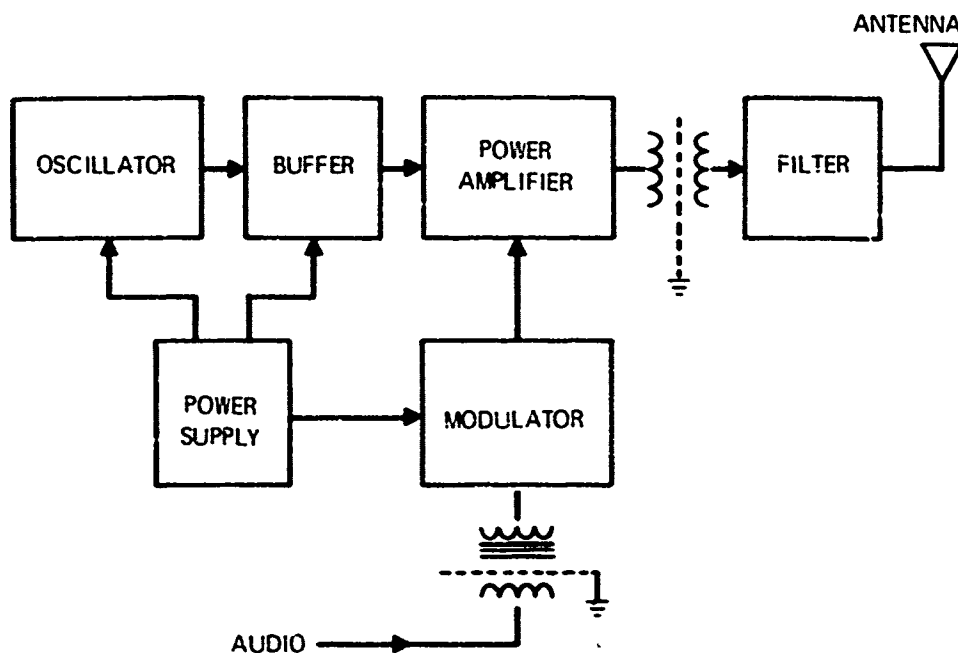 ANTENNA
OSCILLATOR
BUFFER
POWER
AMPLIFIER
FILTER
POWER
SUPPLY
MODULATOR
AUDIO